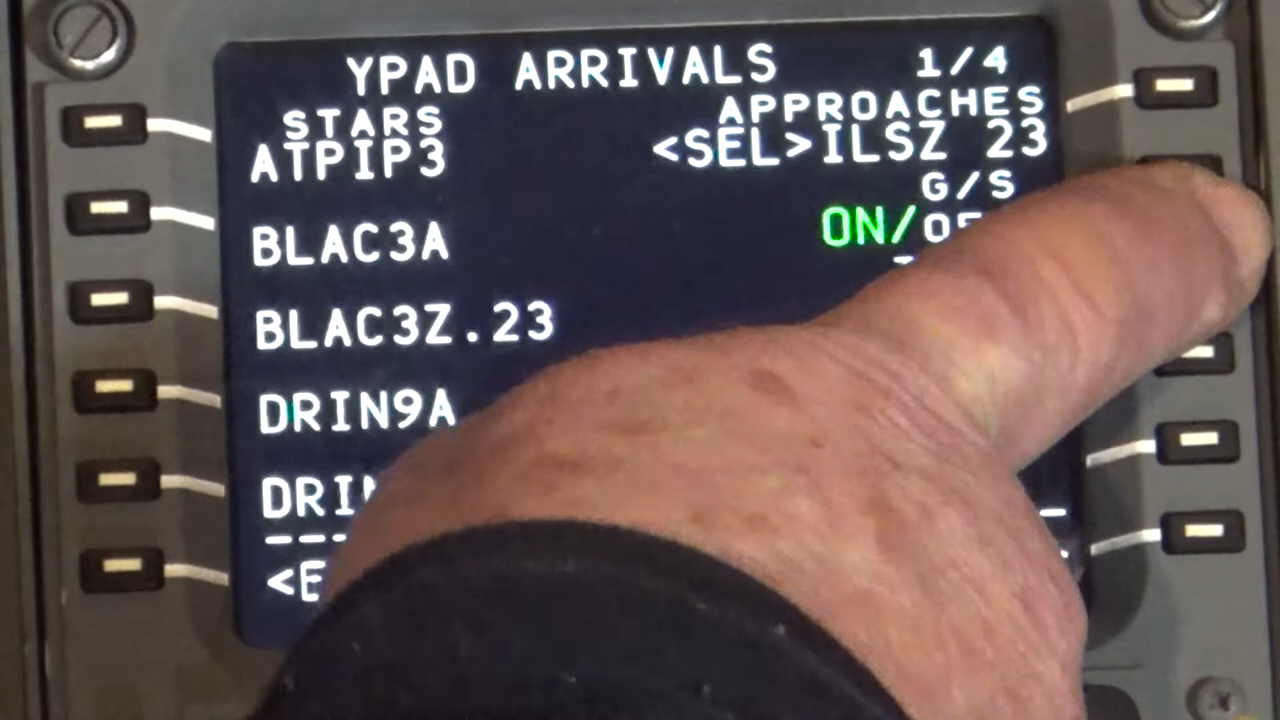 YPAD ARRIVALS 1/4
STARS APPROACHES
ATPIP3 <SEL>ILSZ 23
G/S
BLAC3A ON/
BLAC3Z.23
DRIN9A